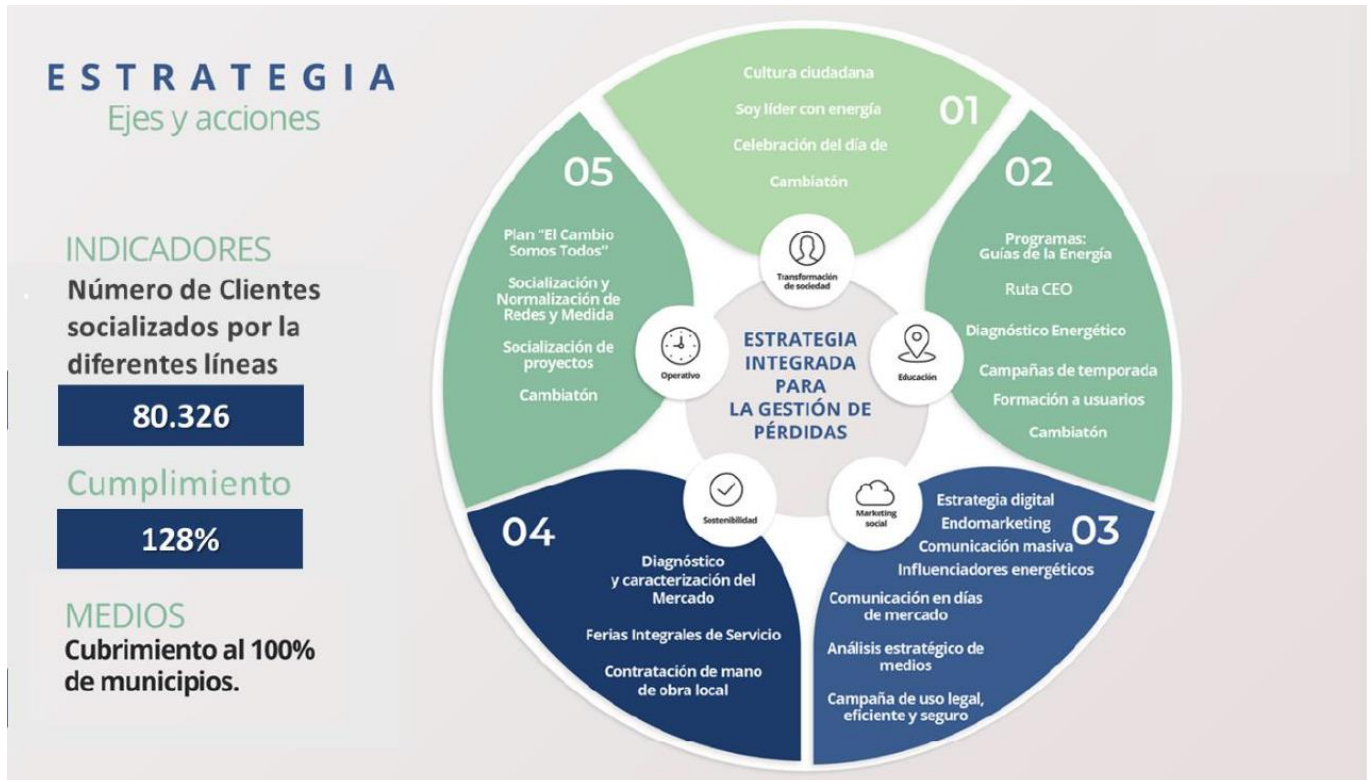 ESTRATEGIA
Ejes y acciones
INDICADORES
Número de Clientes
socializados por la
diferentes líneas
80.326
Cumplimiento
128%
MEDIOS
Cubrimiento al 100%
de municipios.
01
Cultura ciudadana
Soy líder con energía
Celebración del día de
Cambiatón
Transformación
de sociedad
02
Programas:
Guías de la Energía
Ruta CEO
Diagnóstico Energético
Campañas de temporada
Formación a usuarios
Cambiatón
Educación
03
Estrategia digital
Endomarketing
Comunicación masiva
Influenciadores energéticos
Comunicación en días
de mercado
Análisis estratégico de
medios
Campaña de uso legal,
eficiente y seguro
Marketing
social
04
Diagnóstico
y caracterización del
Mercado
Ferias Integrales de Servicio
Contratación de mano
de obra local
Sostenibilidad
05
Plan "El Cambio
Somos Todos"
Socialización y
Normalización de
Redes y Medida
Socialización de
proyectos
Cambiatón
Operativo
ESTRATEGIA
INTEGRADA
PARA
LA GESTIÓN DE
PÉRDIDAS